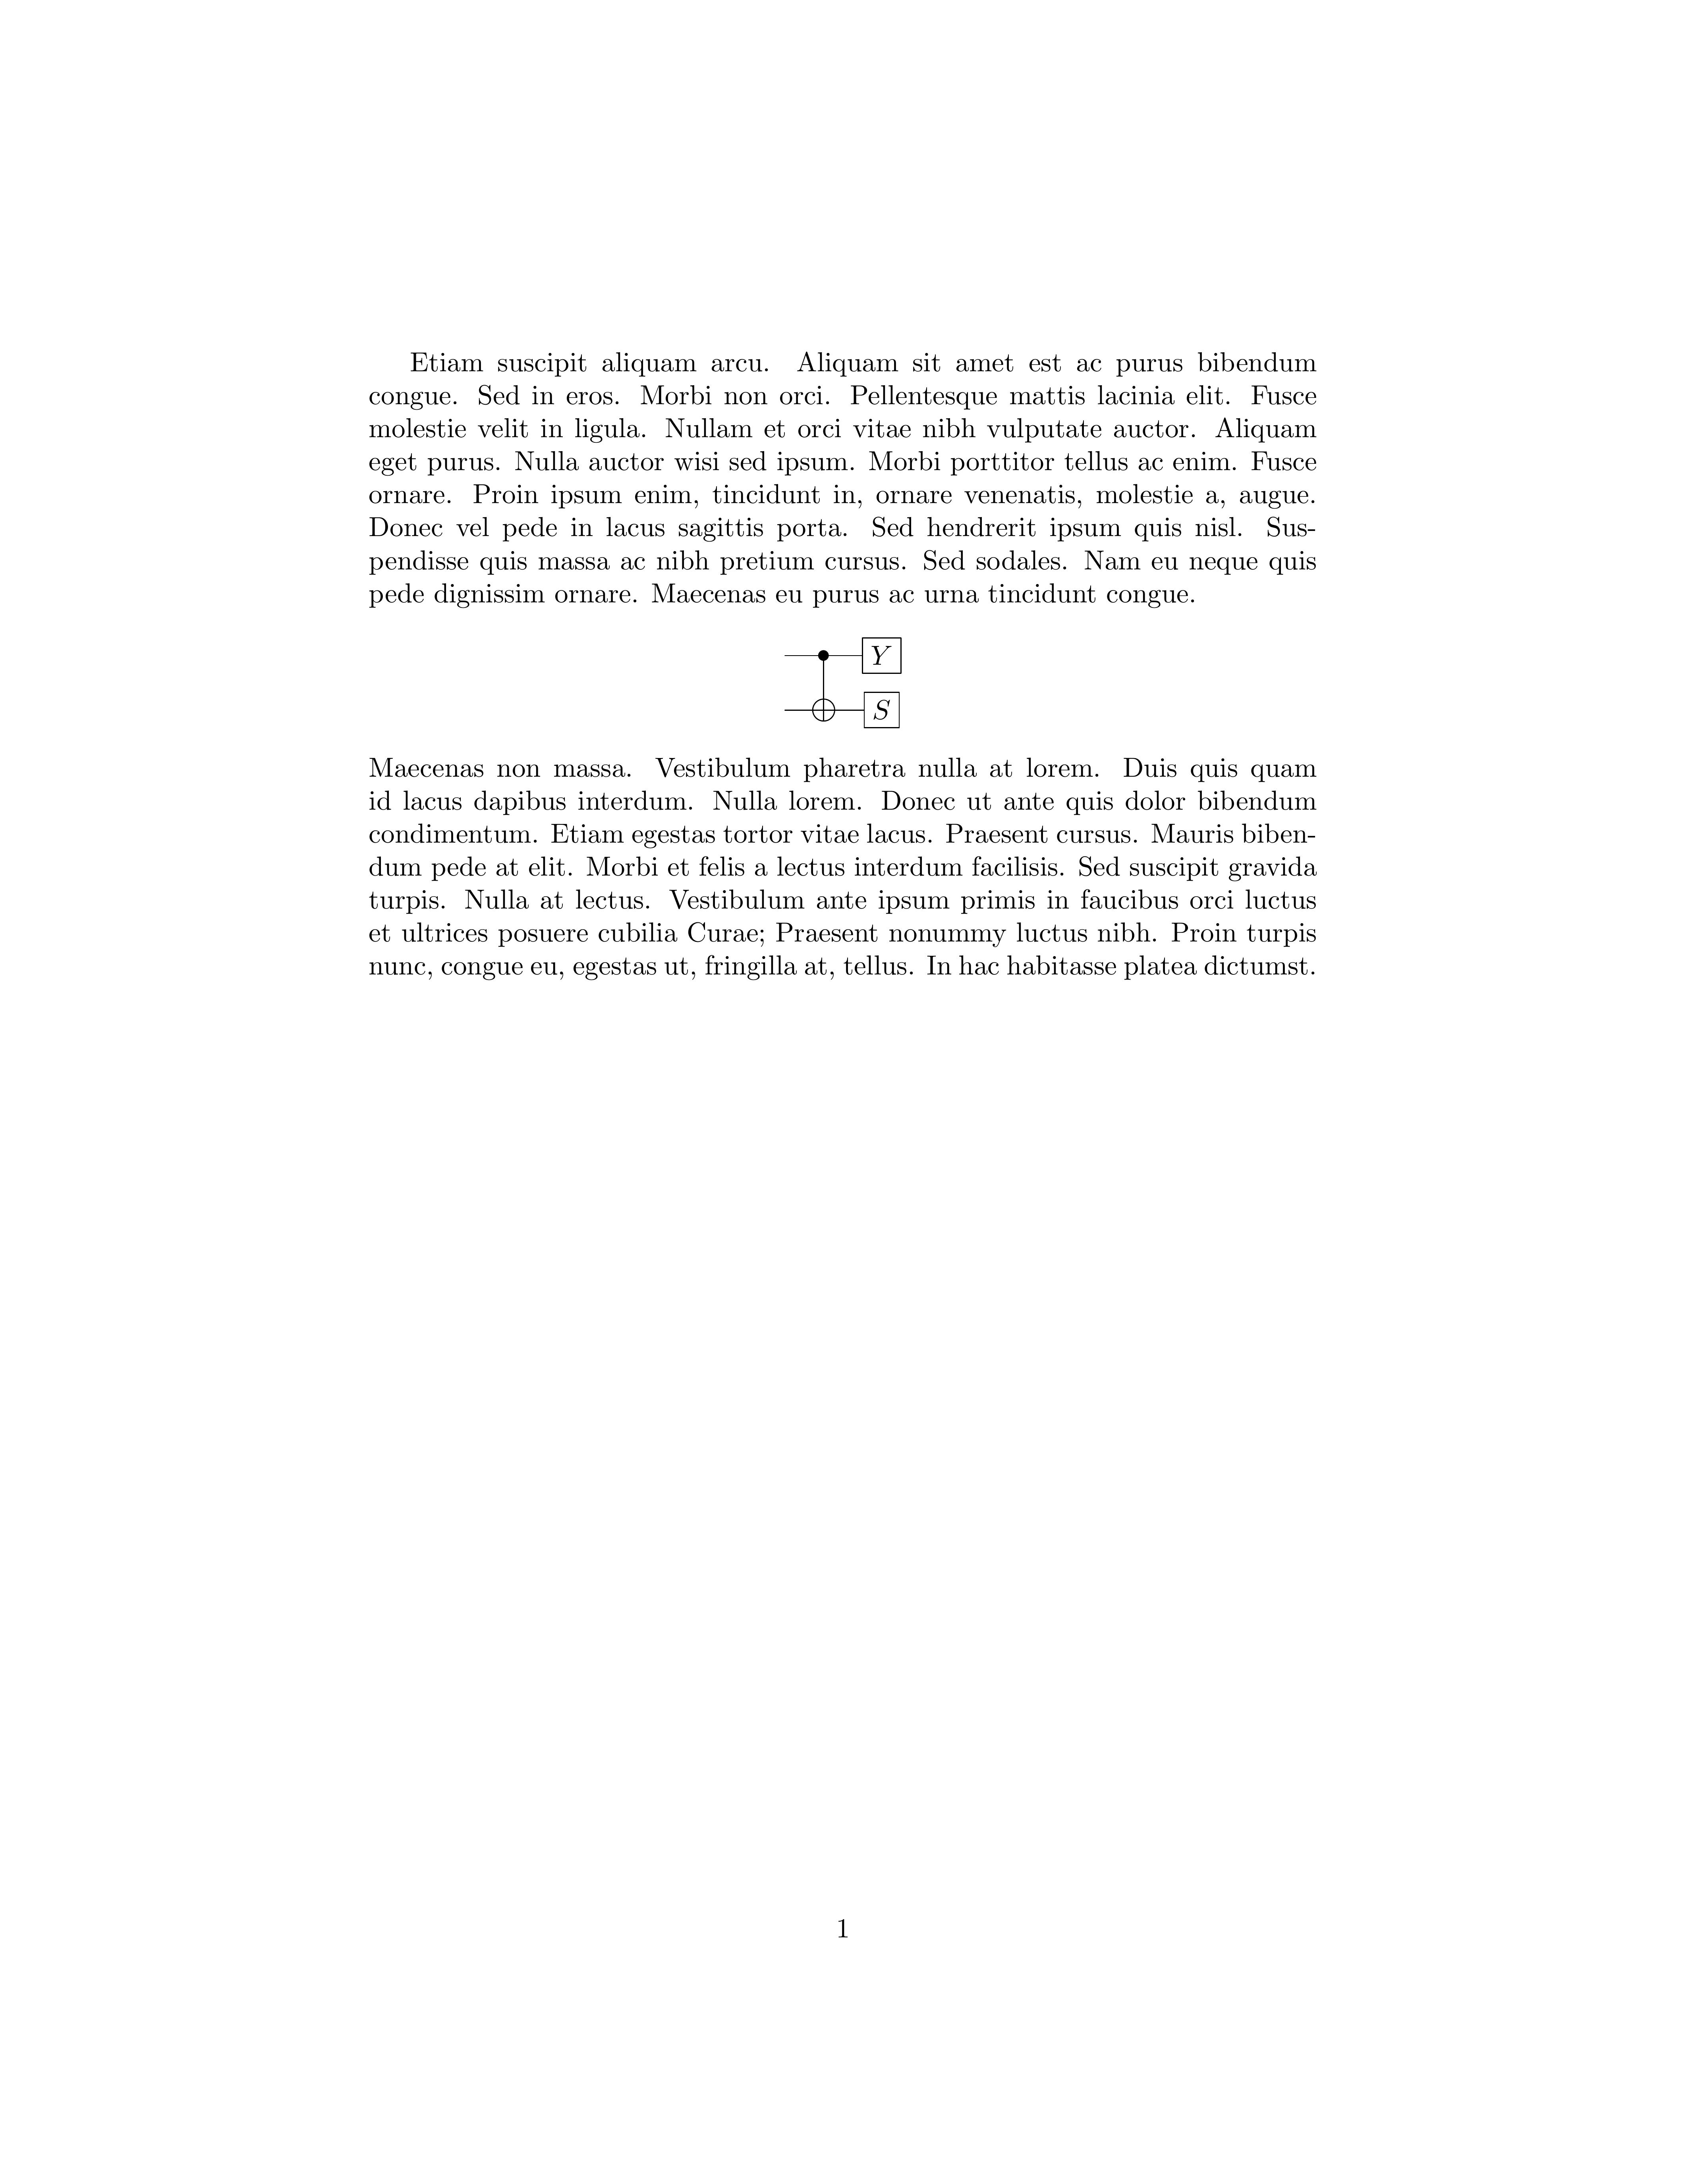 Etiam suscipit aliquam arcu. Aliquam sit amet est ac purus bibendum
congue. Sed in eros. Morbi non orci. Pellentesque mattis lacinia elit. Fusce
molestie velit in ligula. Nullam et orci vitae nibh vulputate auctor. Aliquam
eget purus. Nulla auctor wisi sed ipsum. Morbi porttitor tellus ac enim. Fusce
ornare. Proin ipsum enim, tincidunt in, ornare venenatis, molestie a, augue.
Donec vel pede in lacus sagittis porta. Sed hendrerit ipsum quis nisl. Sus-
pendisse quis massa ac nibh pretium cursus. Sed sodales. Nam eu neque quis
pede dignissim ornare. Maecenas eu purus ac urna tincidunt congue.
Y
S
Maecenas non massa. Vestibulum pharetra nulla at lorem. Duis quis quam
id lacus dapibus interdum. Nulla lorem. Donec ut ante quis dolor bibendum
condimentum. Etiam egestas tortor vitae lacus. Praesent cursus. Mauris biben-
dum pede at elit. Morbi et felis a lectus interdum facilisis. Sed suscipit gravida
turpis. Nulla at lectus. Vestibulum ante ipsum primis in faucibus orci luctus
et ultrices posuere cubilia Curae; Praesent nonummy luctus nibh. Proin turpis
nunc, congue eu, egestas ut, fringilla at, tellus. In hac habitasse platea dictumst.
1